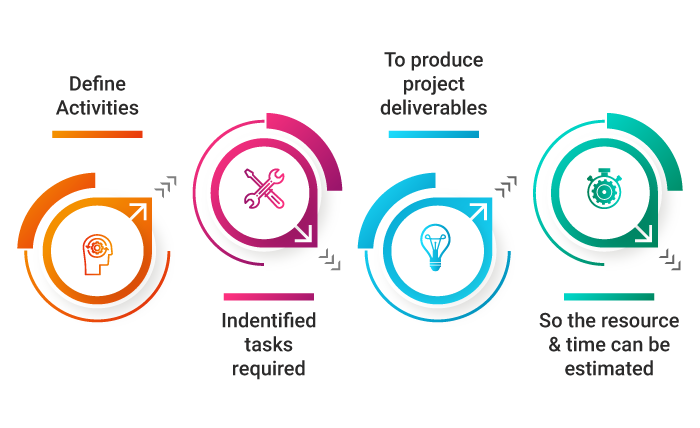 Define
Activities
Indentified
tasks
required
To produce
project
deliverables
So the resource
& time can be
estimated